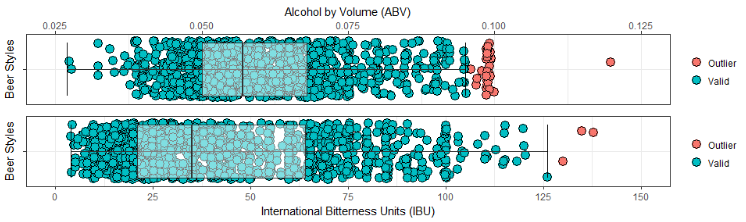 Alcohol by Volume (ABV)
0.025 0.050 0.075 0.100 0.125
Beer Styles
Outlier
Valid
Beer Styles
Outlier
Valid
0 25 50 75 100 125 150
International Bitterness Units (IBU)